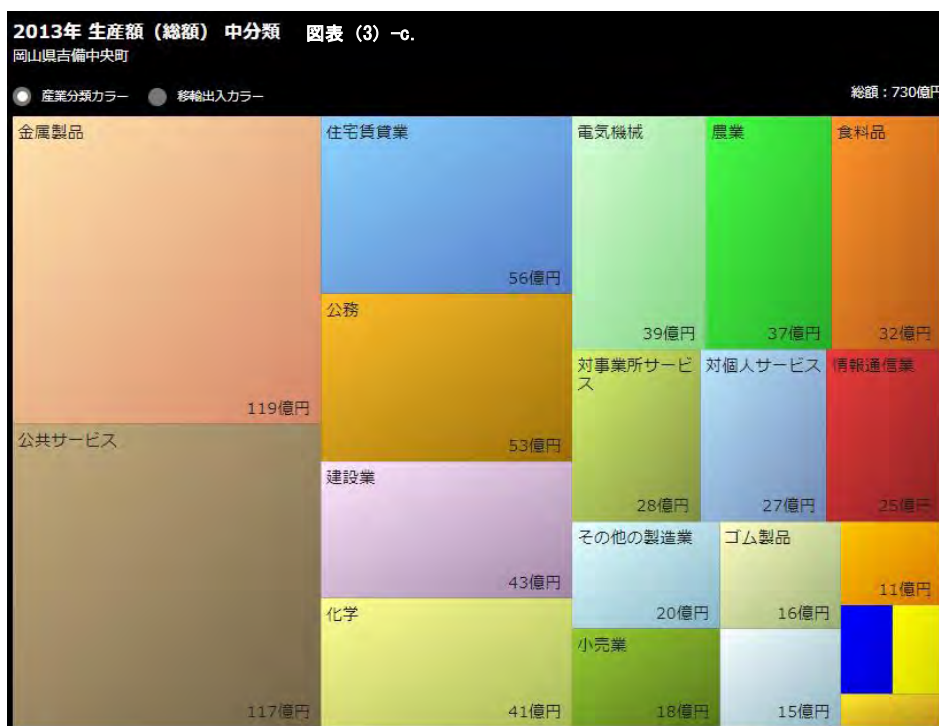 2013年 生産額（総額） 中分類 図表（3）-c.
岡山県吉備中央町
産業分類カラー 移輸出入カラー
総額：730億円
金属製品
119億円
公共サービス
117億円
住宅賃貸業
56億円
公務
53億円
建設業
43億円
化学
41億円
電気機械
39億円
農業
37億円
食料品
32億円
対事業所サービ
ス
28億円
対個人サービス
27億円
情報通信業
25億円
その他の製造業
20億円
ゴム製品
16億円
11億円
小売業
18億円
15億円